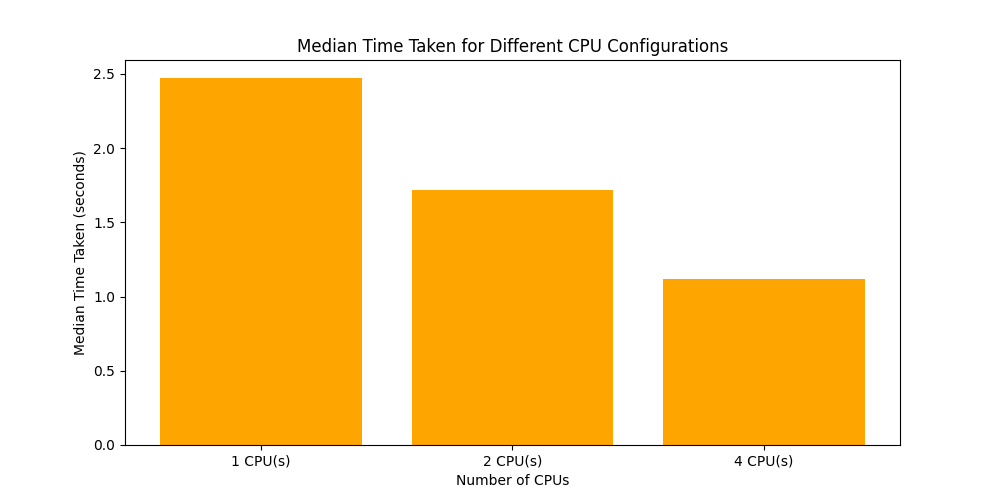 Median Time Taken for Different CPU Configurations
Median Time Taken (seconds)
2.5
2.0
1.5
1.0
0.5
0.0
1 CPU(s) 2 CPU(s) 4 CPU(s)
Number of CPUs